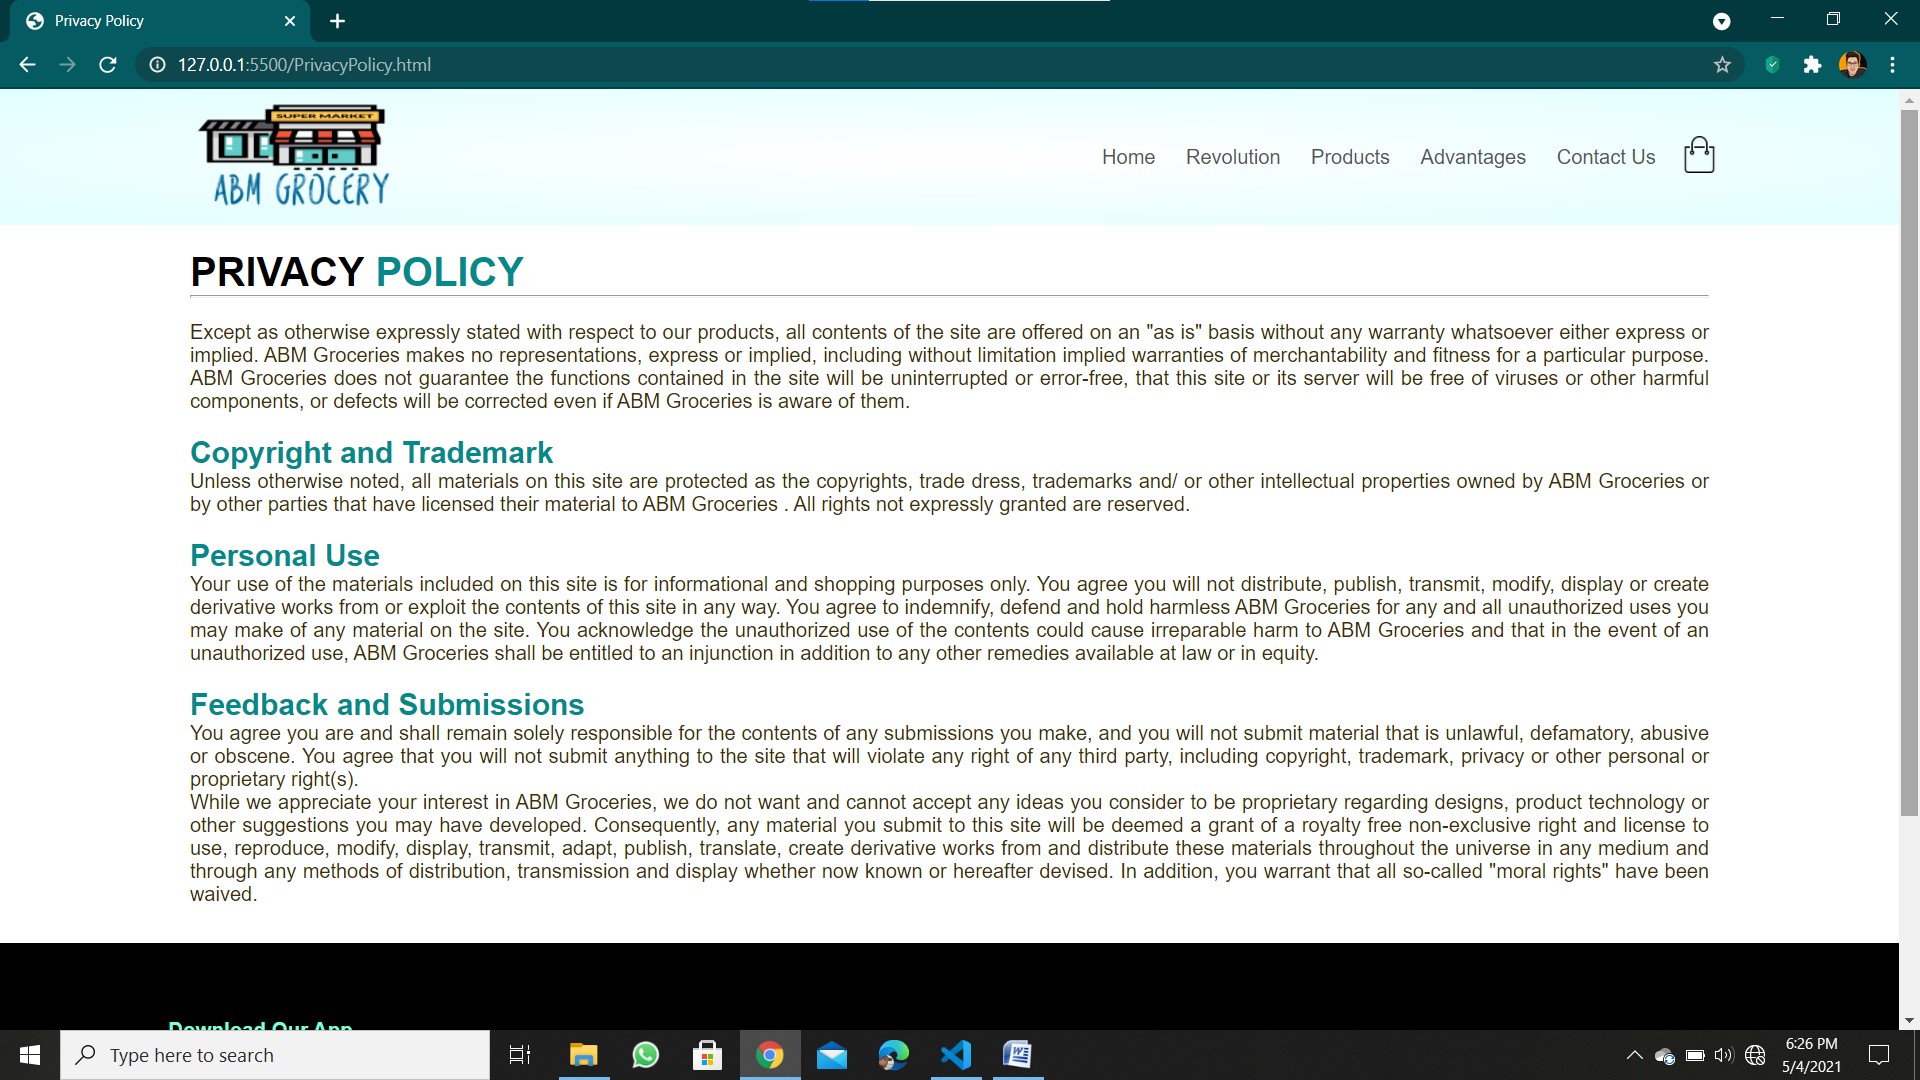 Privacy Policy
127.0.0.1:5500/PrivacyPolicy.html
SUPER MARKET
ABM GROCERY
Home Revolution Products Advantages Contact Us
PRIVACY POLICY
Except as otherwise expressly stated with respect to our products, all contents of the site are offered on an "as is" basis without any warranty whatsoever either express or
implied. ABM Groceries makes no representations, express or implied, including without limitation implied warranties of merchantability and fitness for a particular purpose.
ABM Groceries does not guarantee the functions contained in the site will be uninterrupted or error-free, that this site or its server will be free of viruses or other harmful
components, or defects will be corrected even if ABM Groceries is aware of them.
Copyright and Trademark
Unless otherwise noted, all materials on this site are protected as the copyrights, trade dress, trademarks and/ or other intellectual properties owned by ABM Groceries or
by other parties that have licensed their material to ABM Groceries . All rights not expressly granted are reserved.
Personal Use
Your use of the materials included on this site is for informational and shopping purposes only. You agree you will not distribute, publish, transmit, modify, display or create
derivative works from or exploit the contents of this site in any way. You agree to indemnify, defend and hold harmless ABM Groceries for any and all unauthorized uses you
may make of any material on the site. You acknowledge the unauthorized use of the contents could cause irreparable harm to ABM Groceries and that in the event of an
unauthorized use, ABM Groceries shall be entitled to an injunction in addition to any other remedies available at law or in equity.
Feedback and Submissions
You agree you are and shall remain solely responsible for the contents of any submissions you make, and you will not submit material that is unlawful, defamatory, abusive
or obscene. You agree that you will not submit anything to the site that will violate any right of any third party, including copyright, trademark, privacy or other personal or
proprietary right(s).
While we appreciate your interest in ABM Groceries, we do not want and cannot accept any ideas you consider to be proprietary regarding designs, product technology or
other suggestions you may have developed. Consequently, any material you submit to this site will be deemed a grant of a royalty free non-exclusive right and license to
use, reproduce, modify, display, transmit, adapt, publish, translate, create derivative works from and distribute these materials throughout the universe in any medium and
through any methods of distribution, transmission and display whether now known or hereafter devised. In addition, you warrant that all so-called "moral rights" have been
waived.
Download Our App
Type here to search
6:26 PM
5/4/2021